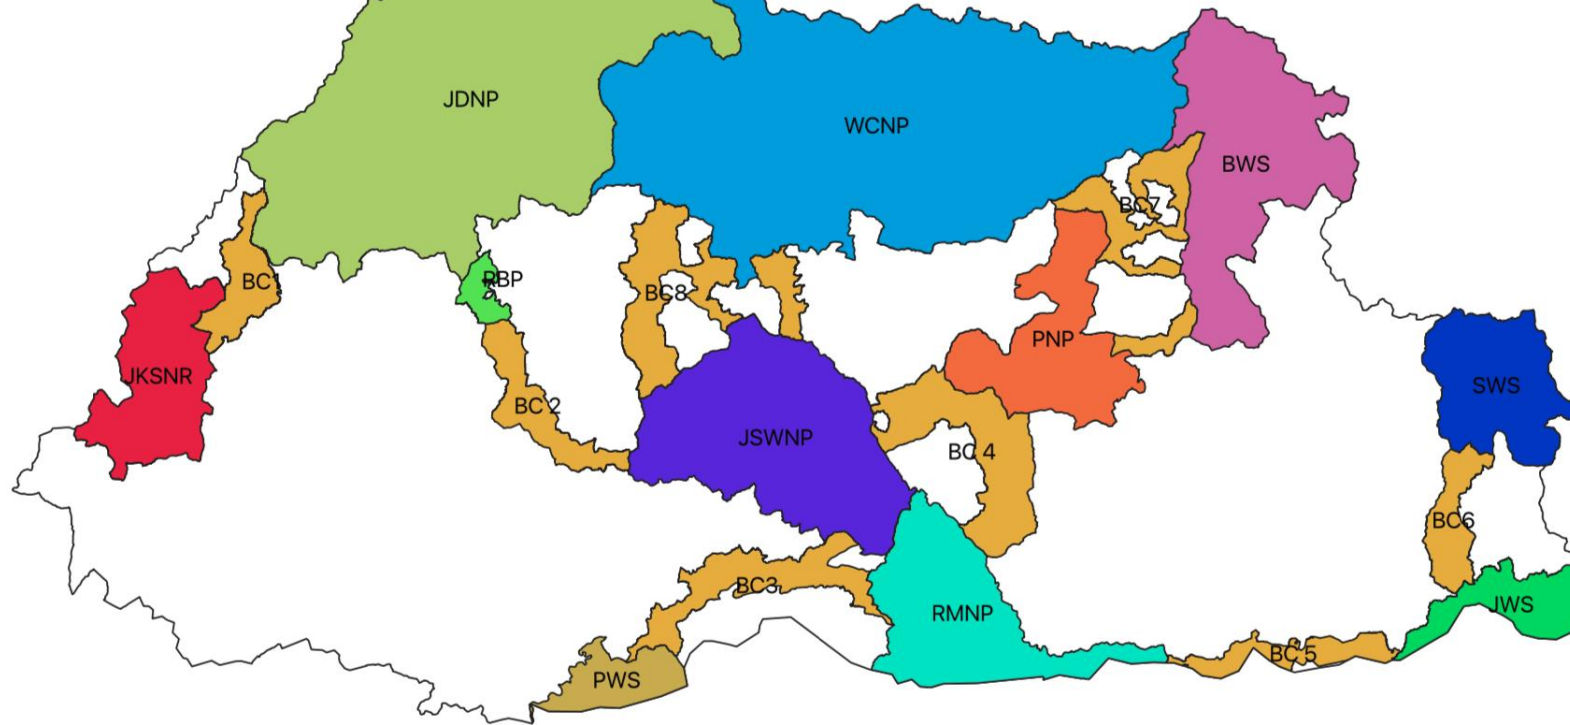 JDNP
WCNP
BWS
BC7
BC1
RBP
BC8
PNP
JKSNR
SWS
BC 2
JSWNP
BC 4
BC6
BC3
JWS
RMNP
BC 5
PWS